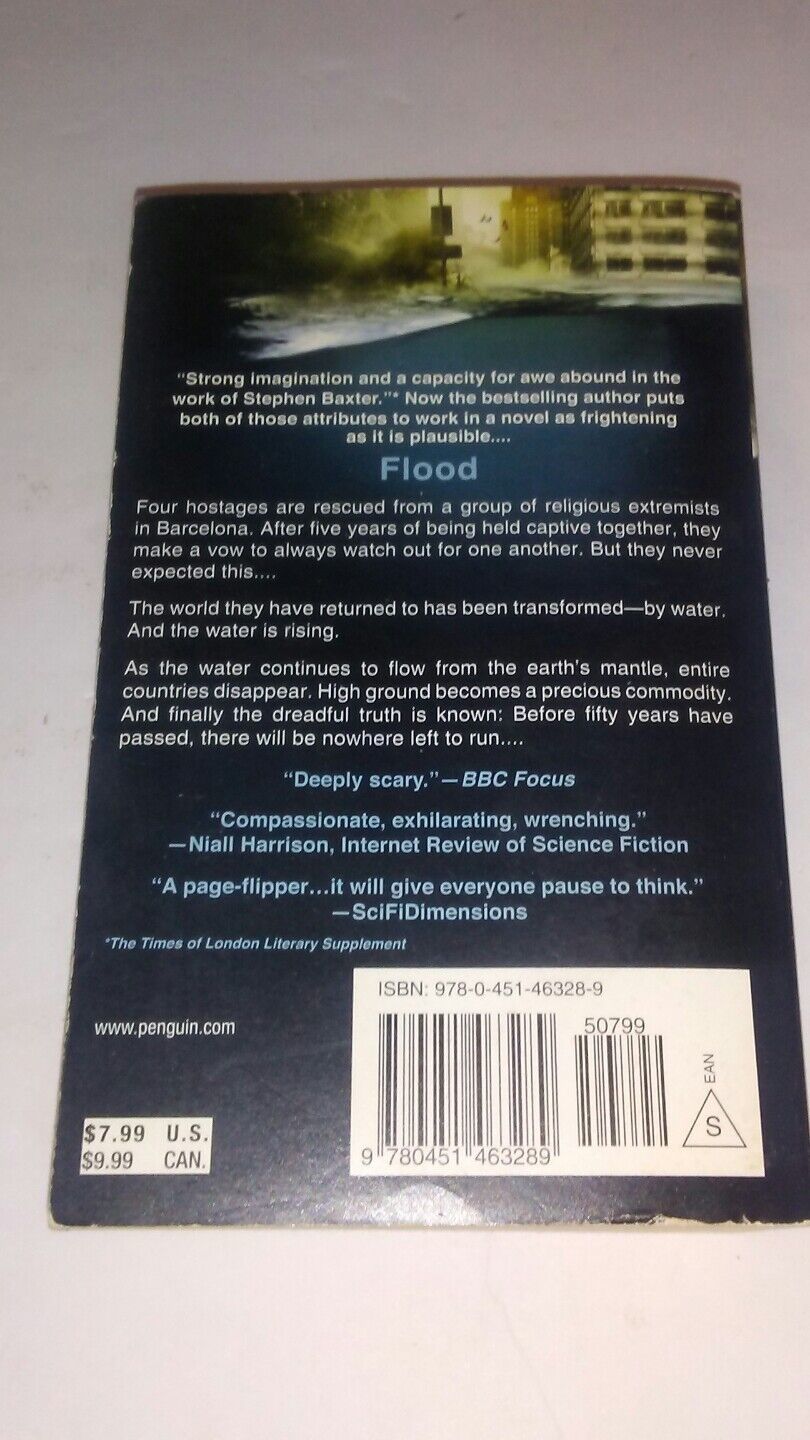 "Strong imagination and a capacity for awe abound in the
work of Stephen Baxter."* Now the bestselling author puts
both of those attributes to work in a novel as frightening
as it is plausible....
Flood
Four hostages are rescued from a group of religious extremists
in Barcelona. After five years of being held captive together, they
make a vow to always watch out for one another. But they never
expected this....
The world they have returned to has been transformed—by water.
And the water is rising.
As the water continues to flow from the earth's mantle, entire
countries disappear. High ground becomes a precious commodity.
And finally the dreadful truth is known: Before fifty years have
passed, there will be nowhere left to run....
"Deeply scary."—BBC Focus
"Compassionate, exhilarating, wrenching."
—Niall Harrison, Internet Review of Science Fiction
"A page-flipper...it will give everyone pause to think."
—SciFiDimensions
*The Times of London Literary Supplement
ISBN: 978-0-451-46328-9
50799
EAN
S
www.penguin.com
9 780451 463289
$7.99 U.S.
$9.99 CAN.